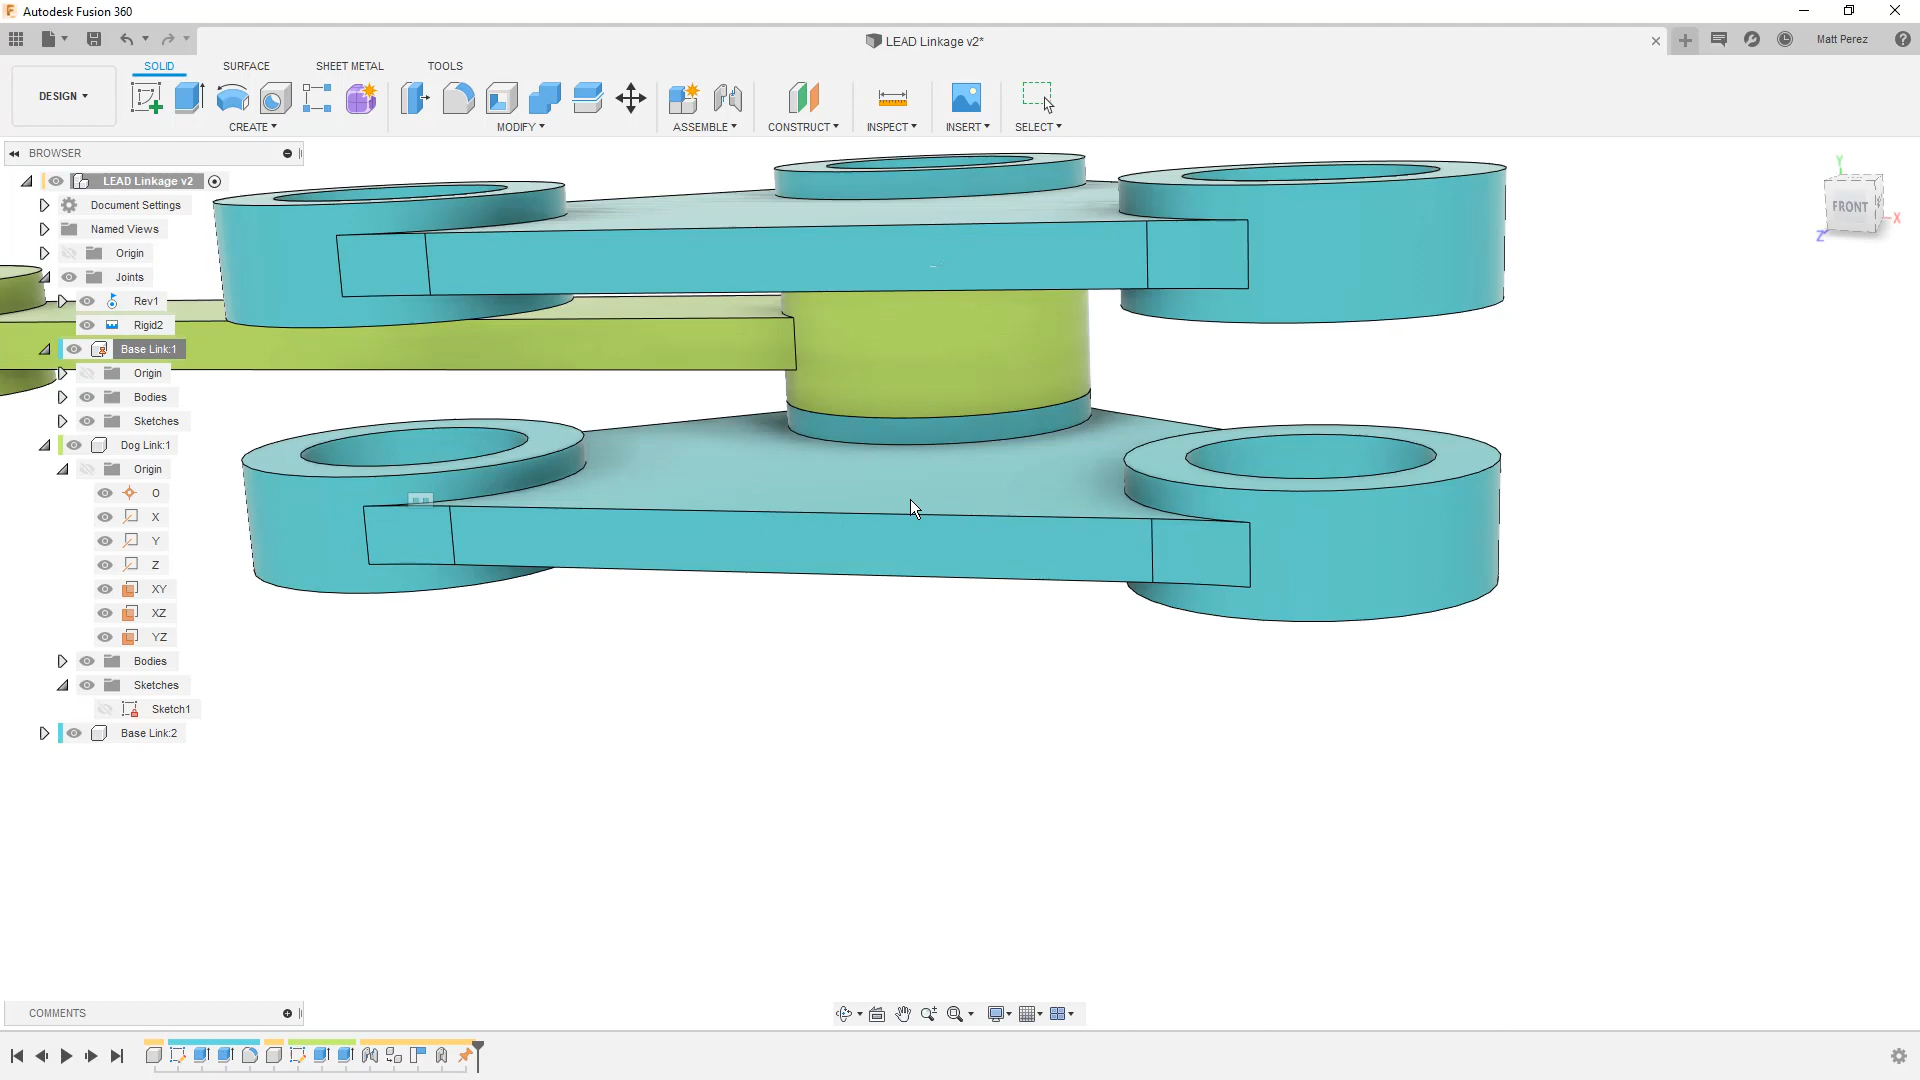 Autodesk Fusion 360
LEAD Linkage v2*
Matt Perez
SOLID SURFACE SHEET METAL TOOLS
DESIGN
CREATE MODIFY ASSEMBLE CONSTRUCT INSPECT INSERT SELECT
BROWSER
LEAD Linkage v2
Document Settings
Named Views
Origin
Joints
Rev1
Rigid2
Base Link:1
Origin
Bodies
Sketches
Dog Link:1
Origin
O
X
Y
Z
XY
XZ
YZ
Bodies
Sketches
Sketch1
Base Link:2
Y
FRONT
X
Z
COMMENTS